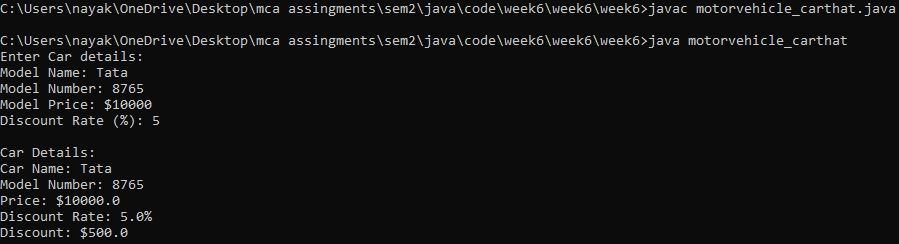 C:\Users\nayak\OneDrive\Desktop\mca assingments\sem2\java\code\week6\week6\week6>javac motorvehicle_carthat.java
C:\Users\nayak\OneDrive\Desktop\mca assingments\sem2\java\code\week6\week6\week6>java motorvehicle_carthat
Enter Car details:
Model Name: Tata
Model Number: 8765
Model Price: $10000
Discount Rate (%): 5
Car Details:
Car Name: Tata
Model Number: 8765
Price: $10000.0
Discount Rate: 5.0%
Discount: $500.0